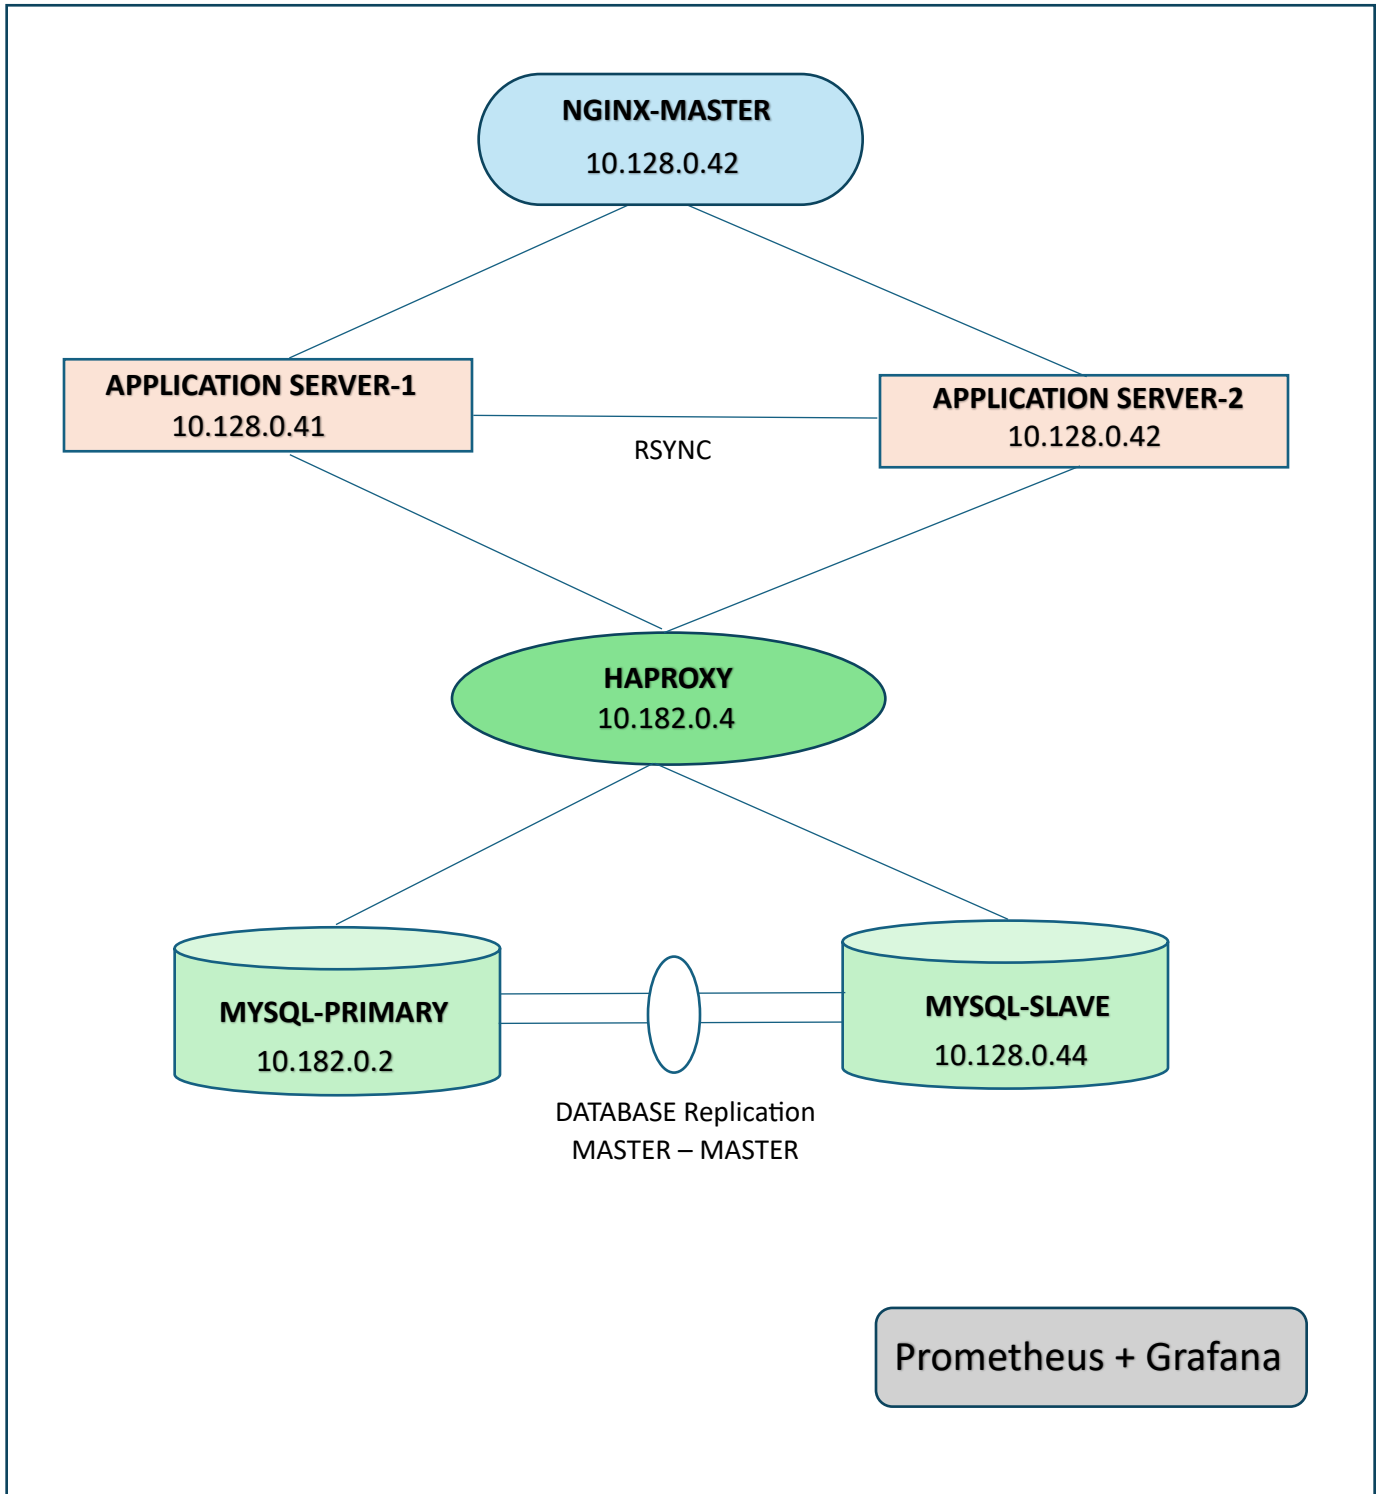 NGINX-MASTER
10.128.0.42
APPLICATION SERVER-1
10.128.0.41
APPLICATION SERVER-2
10.128.0.42
RSYNC
HAPROXY
10.182.0.4
MYSQL-PRIMARY
10.182.0.2
MYSQL-SLAVE
10.128.0.44
DATABASE Replication
MASTER – MASTER
Prometheus + Grafana